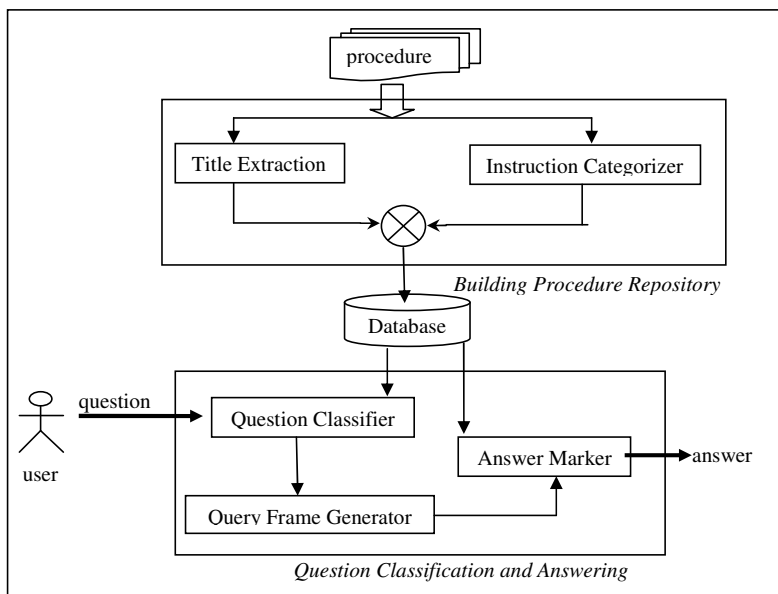 procedure
Title Extraction
Instruction Categorizer
Building Procedure Repository
Database
question
Question Classifier
user
Answer Marker
answer
Query Frame Generator
Question Classification and Answering